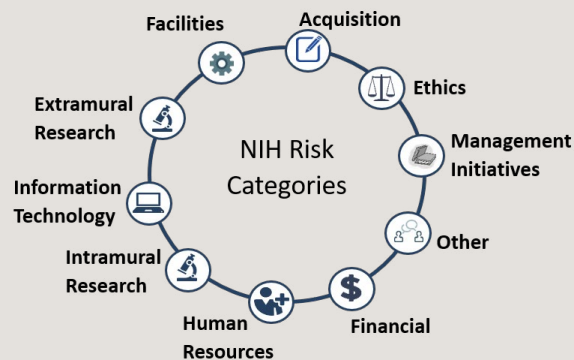 Acquisition
Facilities
Ethics
Extramural
Research
Management
Initiatives
NIH Risk
Categories
Information
Technology
Other
Intramural
Research
Financial
Human
Resources